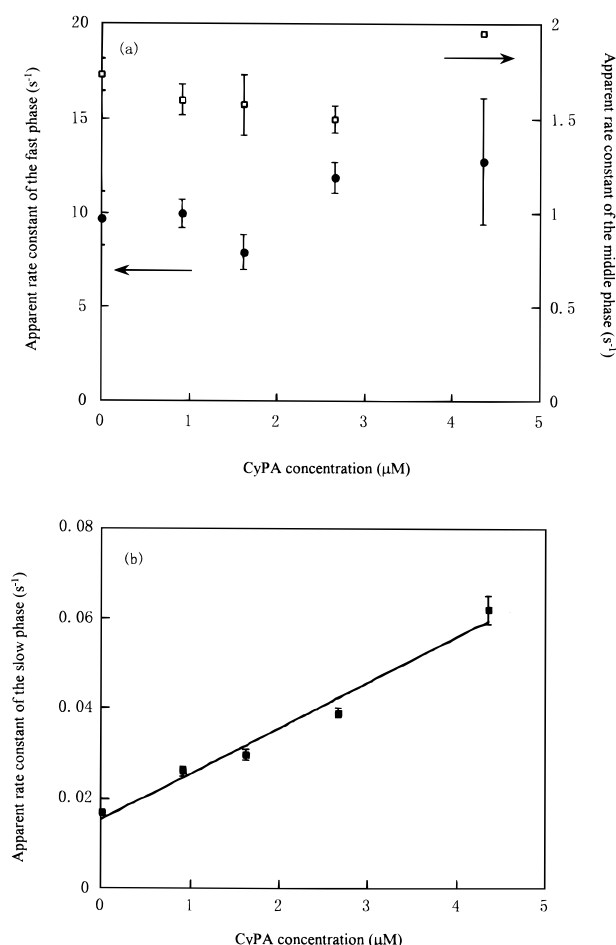 (a)
20
15
10
5
0
2
1.5
1
0.5
0
0 1 2 3 4 5
Apparent rate constant of the fast phase (s-1)
Apparent rate constant of the middle phase (s-1)
CyPA concentration (μM)
(b)
0.08
0.06
0.04
0.02
0
0 1 2 3 4 5
Apparent rate constant of the slow phase (s-1)
CyPA concentration (μM)